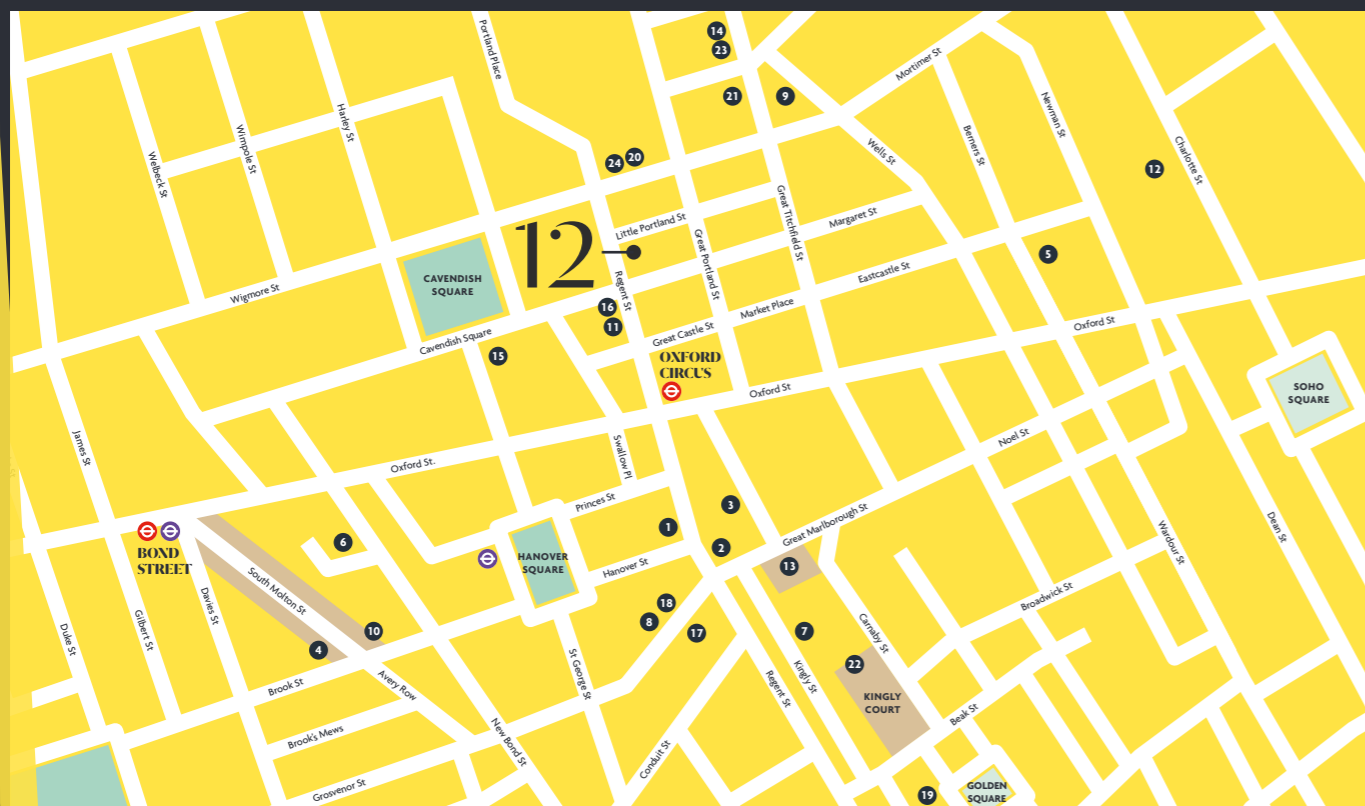 Portland Place
14
23
21
9
Mortimer St
Newman St
Harley St
Wimpole St
Welbeck St
Berners St
Wells St
Charlotte St
12
24
20
Great Titchfield St
Margaret St
Little Portland St
12
Great Portland St
Regent St
CAVENDISH
SQUARE
Wigmore St
5
Eastcastle St
Market Place
16
11
Great Castle St
Cavendish Square
15
OXFORD
CIRCUS
Oxford St
Oxford St
SOHO
SQUARE
James St
Oxford St.
Swallow Pl
Noel St
Princes St
3
1
2
Great Marlborough St
Wardour St
Dean St
BOND
STREET
6
HANOVER
SQUARE
Hanover St
13
South Molton St
Davies St
Gilbert St
Duke St
10
4
18
8
17
7
Carnaby St
Broadwick St
22
KINGLY
COURT
Kingly St
Regent St
St George St
Brook St
Avery Row
New Bond St
Brook's Mews
Grosvenor St
Conduit St
Beak St
19
GOLDEN
SQUARE